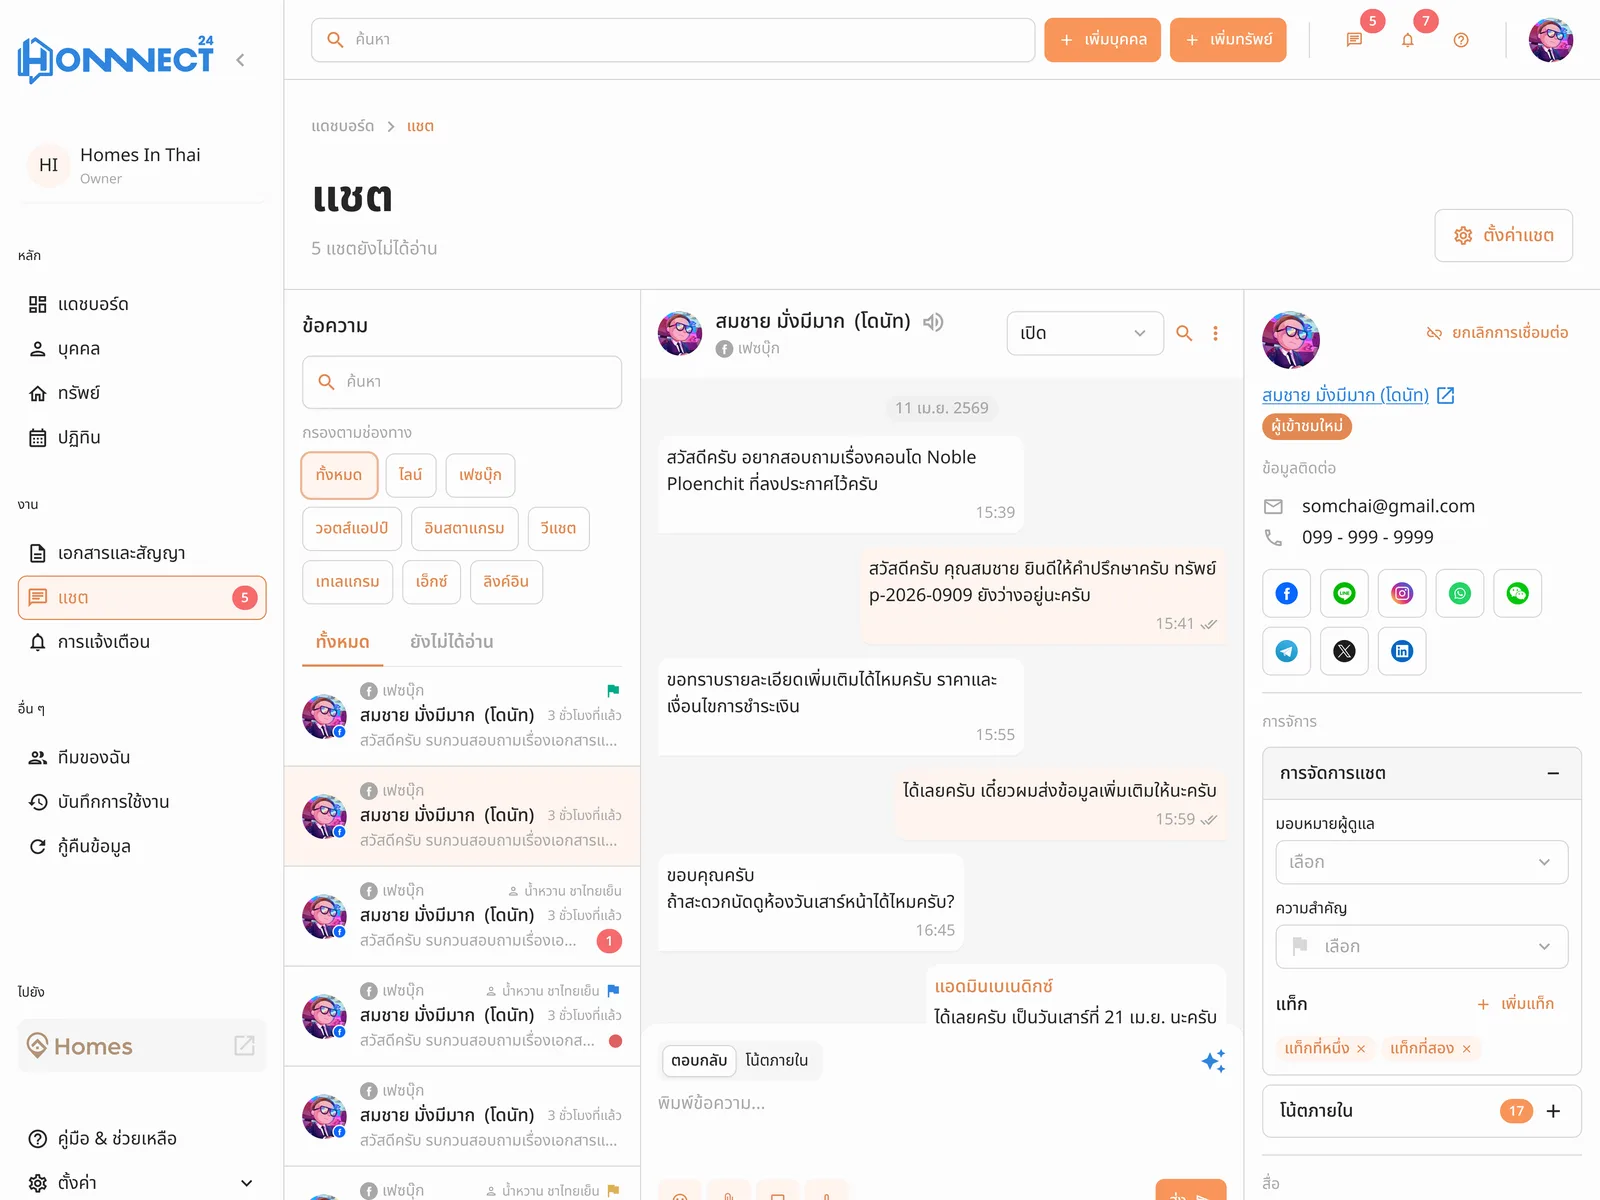 HONNNECT 24
HI
Homes In Thai
Owner
หลัก
แดชบอร์ด
บุคคล
ทรัพย์
ปฏิทิน
งาน
เอกสารและสัญญา
แชต
5
การแจ้งเตือน
อื่น ๆ
ทีมของฉัน
บันทึกการใช้งาน
กู้คืนข้อมูล
ไปยัง
Homes
คู่มือ & ช่วยเหลือ
ตั้งค่า
ค้นหา
เพิ่มบุคคล
เพิ่มทรัพย์
5
7
แดชบอร์ด > แชต
แชต
5 แชตยังไม่ได้อ่าน
ตั้งค่าแชต
ข้อความ
ค้นหา
กรองตามช่องทาง
ทั้งหมด ไลน์ เฟซบุ๊ก
วอตส์แอปป์ อินสตาแกรม วีแชต
เทเลแกรม เอ็กซ์ ลิงค์อิน
ทั้งหมด ยังไม่ได้อ่าน
เฟซบุ๊ก
สมชาย มั่งมีมาก (โดนัท) 3 ชั่วโมงที่แล้ว
สวัสดีครับ รบกวนสอบถามเรื่องเอกสารแ...
เฟซบุ๊ก
สมชาย มั่งมีมาก (โดนัท) 3 ชั่วโมงที่แล้ว
สวัสดีครับ รบกวนสอบถามเรื่องเอกสารแ...
เฟซบุ๊ก น้ำหวาน ชาไทยเย็น
สมชาย มั่งมีมาก (โดนัท) 3 ชั่วโมงที่แล้ว
สวัสดีครับ รบกวนสอบถามเรื่องเอ... 1
เฟซบุ๊ก น้ำหวาน ชาไทยเย็น
สมชาย มั่งมีมาก (โดนัท) 3 ชั่วโมงที่แล้ว
สวัสดีครับ รบกวนสอบถามเรื่องเอกส...
เฟซบุ๊ก
สมชาย มั่งมีมาก (โดนัท) 3 ชั่วโมงที่แล้ว
สวัสดีครับ รบกวนสอบถามเรื่องเอกสารแ...
เฟซบุ๊ก น้ำหวาน ชาไทยเย็น
สมชาย มั่งมีมาก (โดนัท)
เฟซบุ๊ก
เปิด
11 เม.ย. 2569
สวัสดีครับ อยากสอบถามเรื่องคอนโด Noble
Ploenchit ที่ลงประกาศไว้ครับ
15:39
สวัสดีครับ คุณสมชาย ยินดีให้คำปรึกษาครับ ทรัพย์
p-2026-0909 ยังว่างอยู่นะครับ
15:41
ขอทราบรายละเอียดเพิ่มเติมได้ไหมครับ ราคาและ
เงื่อนไขการชำระเงิน
15:55
ได้เลยครับ เดี๋ยวผมส่งข้อมูลเพิ่มเติมให้นะครับ
15:59
ขอบคุณครับ
ถ้าสะดวกนัดดูห้องวันเสาร์หน้าได้ไหมครับ?
16:45
แอดมินเบเนดิกซ์
ได้เลยครับ เป็นวันเสาร์ที่ 21 เม.ย. นะครับ
ตอบกลับ โน้ตภายใน
พิมพ์ข้อความ...
ส่ง
ยกเลิกการเชื่อมต่อ
สมชาย มั่งมีมาก (โดนัท)
ผู้เข้าชมใหม่
ข้อมูลติดต่อ
somchai@gmail.com
099 - 999 - 9999
การจัการ
การจัดการแชต
มอบหมายผู้ดูแล
เลือก
ความสำคัญ
เลือก
แท็ก
เพิ่มแท็ก
แท็กที่หนึ่ง × แท็กที่สอง ×
โน้ตภายใน 17
สื่อ